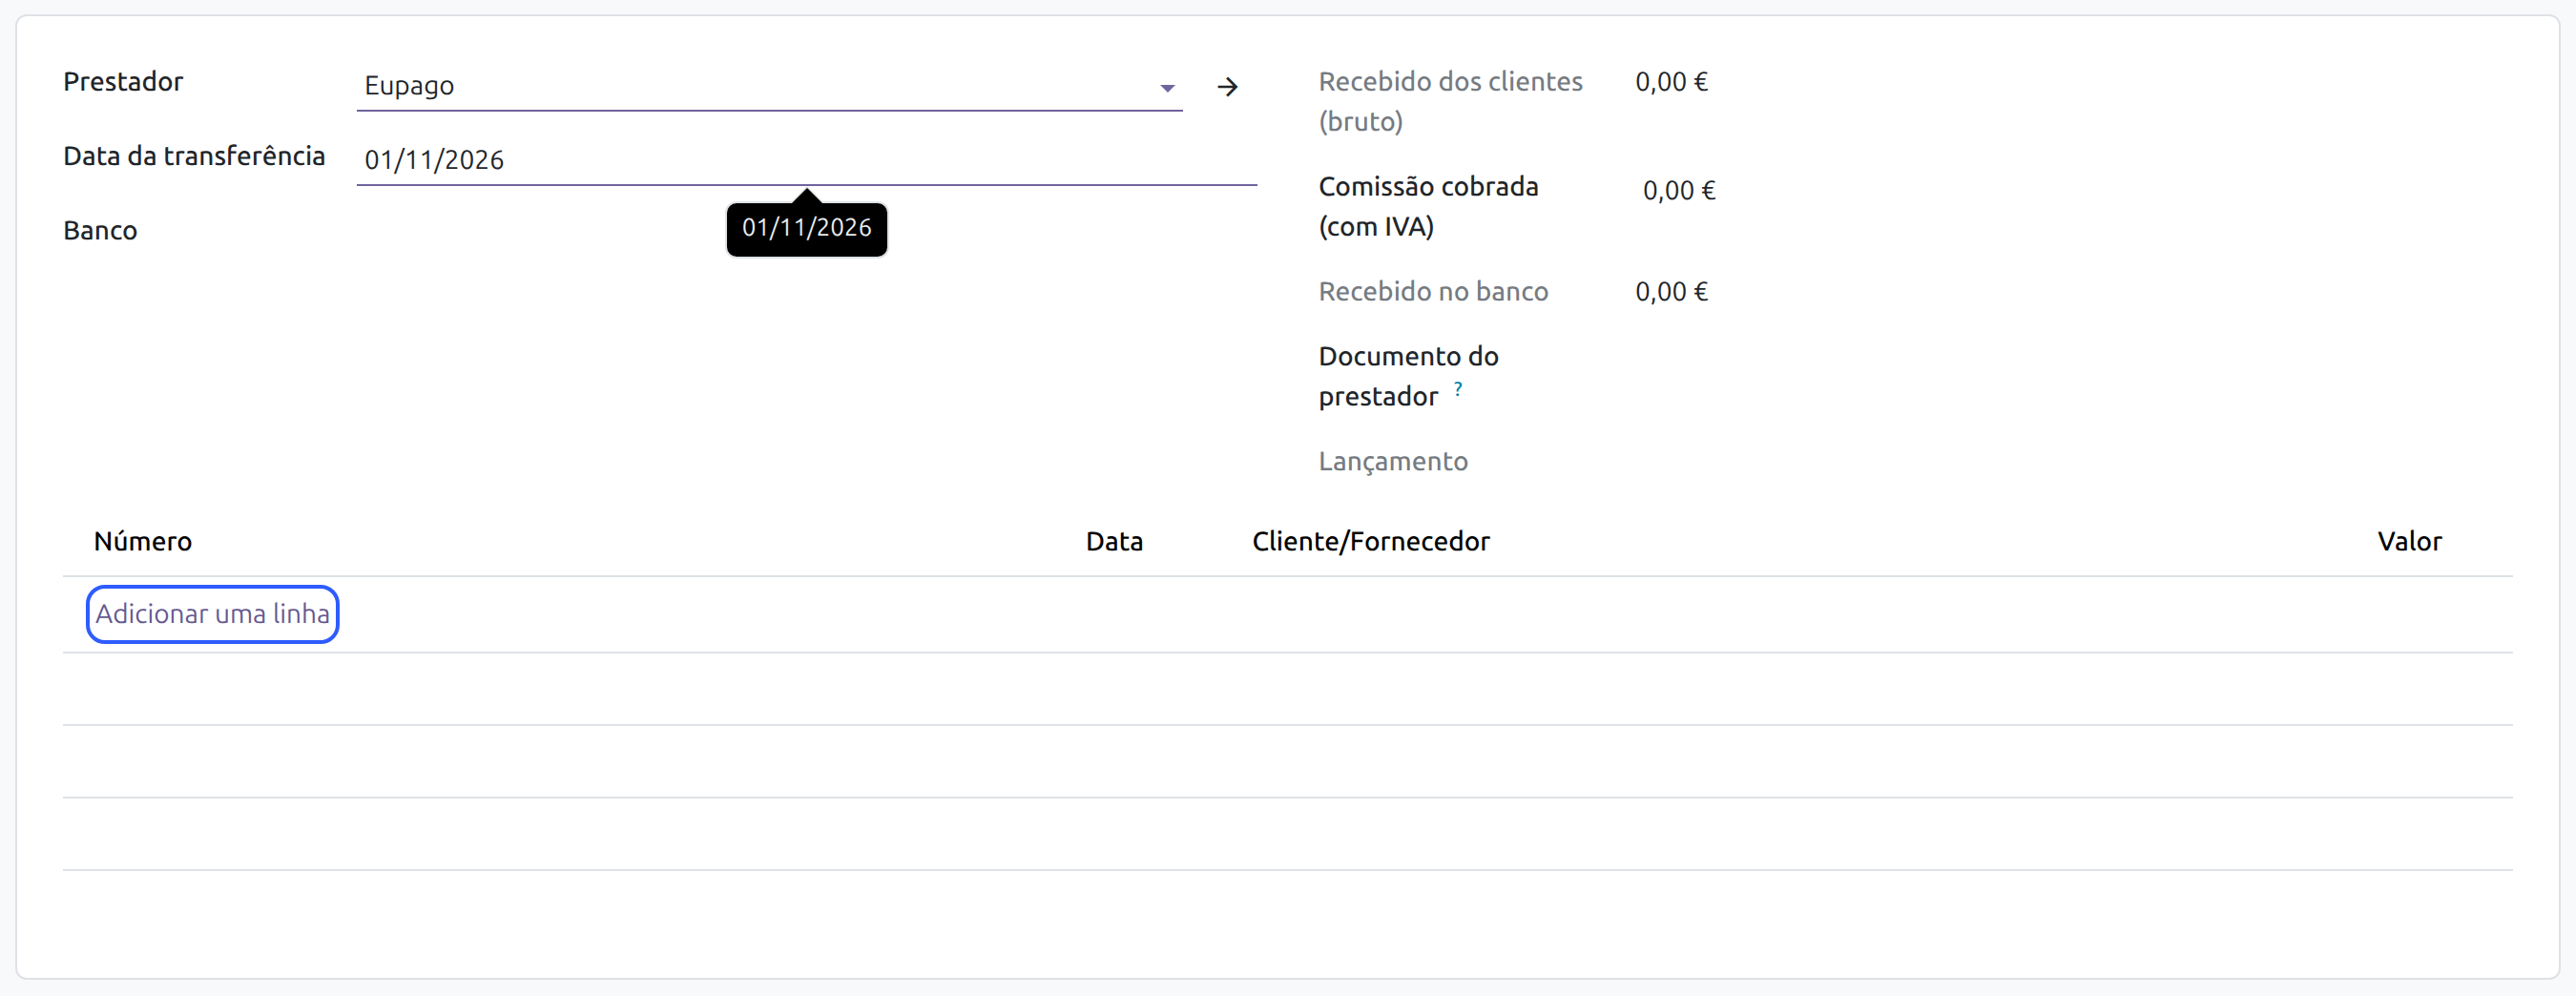 Prestador
Eupago
Data da transferência
01/11/2026
01/11/2026
Banco
Recebido dos clientes
(bruto)
0,00 €
Comissão cobrada
(com IVA)
0,00 €
Recebido no banco
0,00 €
Documento do
prestador ?
Lançamento
Número Data Cliente/Fornecedor Valor
Adicionar uma linha